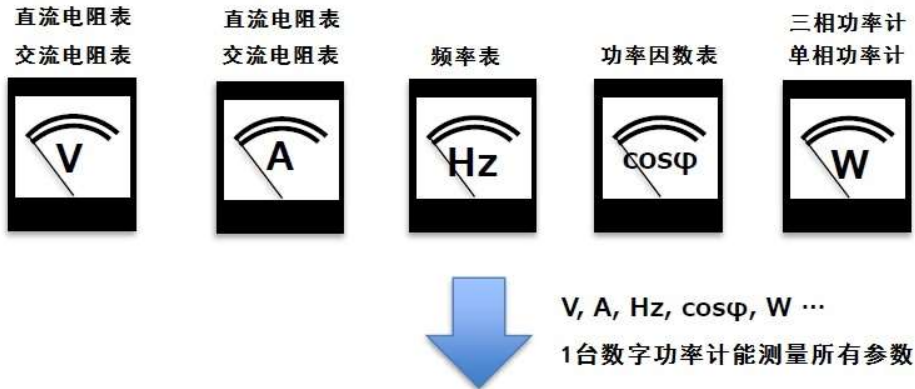 直流电阻表
交流电阻表
直流电阻表
交流电阻表
频率表
功率因数表
三相功率计
单相功率计
V
A
Hz
cosφ
W
V, A, Hz, cosφ, W ···
1台数字功率计能测量所有参数